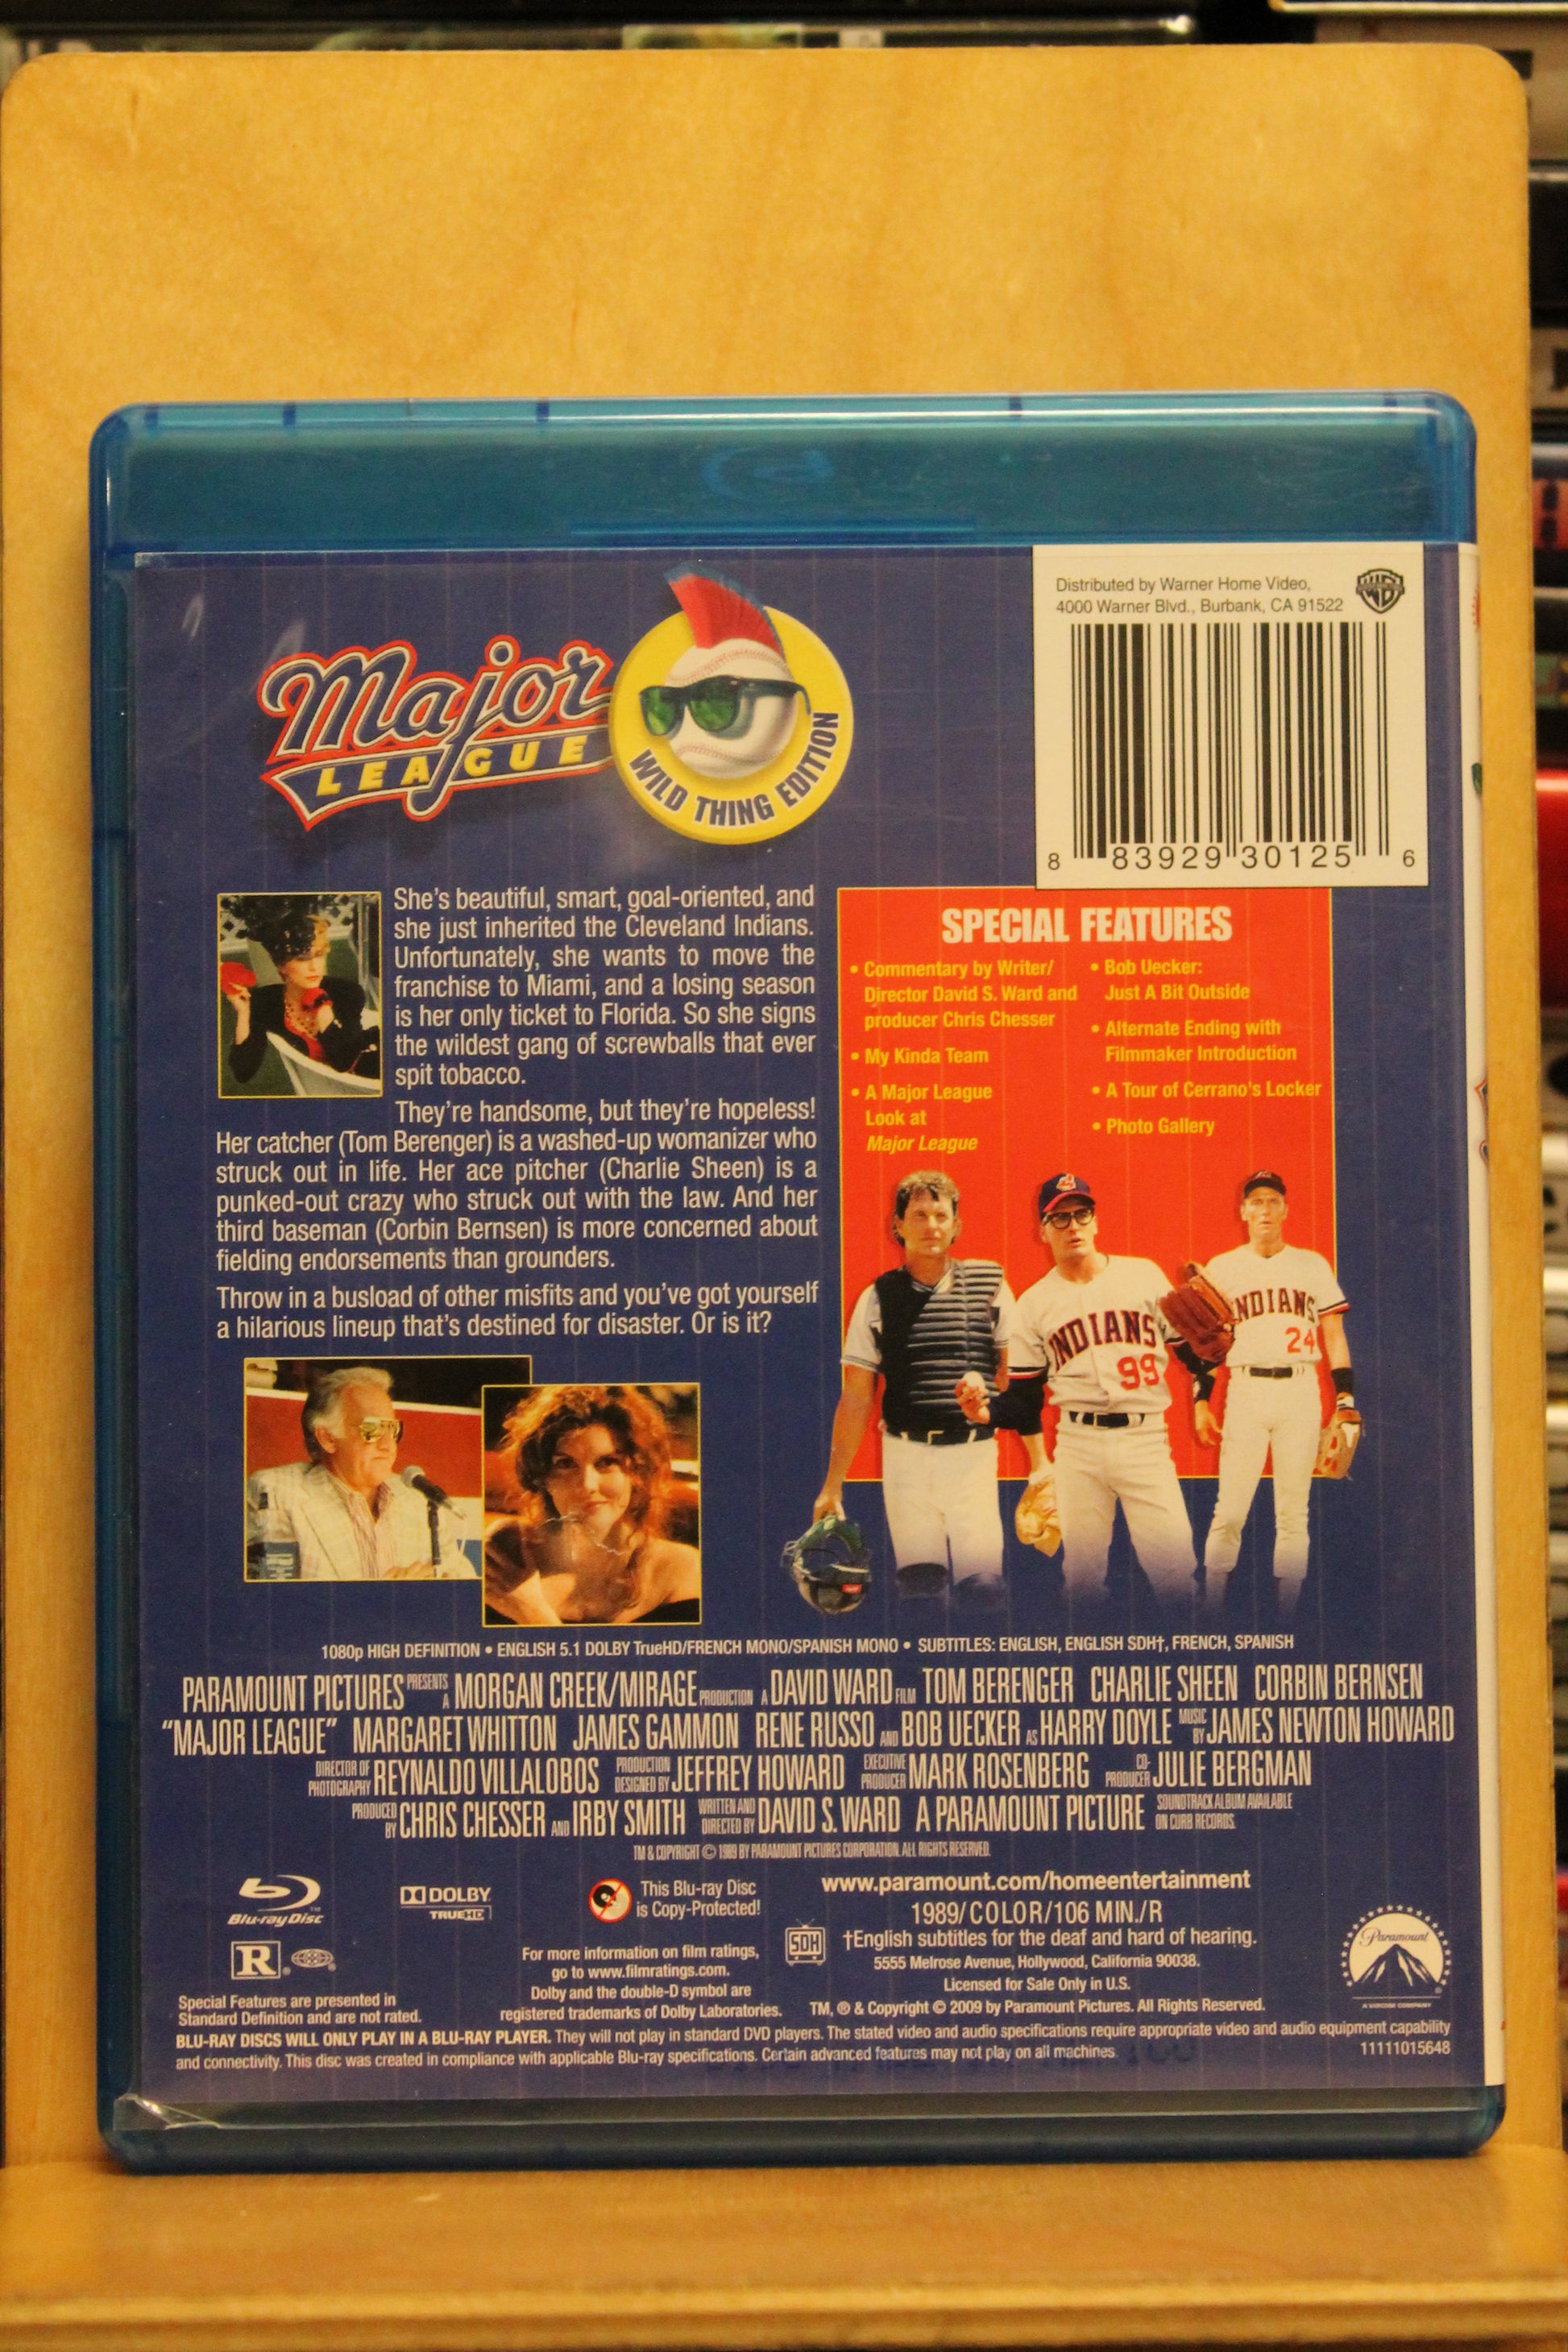 Distributed by Warner Home Video,
4000 Warner Blvd., Burbank, CA 91522
WB
8 83929 30125 6
Major
LEAGUE
WILD THING EDITION
She's beautiful, smart, goal-oriented, and
she just inherited the Cleveland Indians.
Unfortunately, she wants to move the
franchise to Miami, and a losing season
is her only ticket to Florida. So she signs
the wildest gang of screwballs that ever
spit tobacco.
They're handsome, but they're hopeless!
Her catcher (Tom Berenger) is a washed-up womanizer who
struck out in life. Her ace pitcher (Charlie Sheen) is a
punked-out crazy who struck out with the law. And her
third baseman (Corbin Bernsen) is more concerned about
fielding endorsements than grounders.
Throw in a busload of other misfits and you've got yourself
a hilarious lineup that's destined for disaster. Or is it?
SPECIAL FEATURES
• Commentary by Writer/
Director David S. Ward and
producer Chris Chesser
• My Kinda Team
• A Major League
Look at
Major League
• Bob Uecker:
Just A Bit Outside
• Alternate Ending with
Filmmaker Introduction
• A Tour of Cerrano's Locker
• Photo Gallery
INDIANS
99
INDIANS
24
1080p HIGH DEFINITION • ENGLISH 5.1 DOLBY TrueHD/FRENCH MONO/SPANISH MONO • SUBTITLES: ENGLISH, ENGLISH SDH†, FRENCH, SPANISH
PARAMOUNT PICTURES PRESENTS A MORGAN CREEK/MIRAGE PRODUCTION A DAVID WARD FILM TOM BERENGER CHARLIE SHEEN CORBIN BERNSEN
"MAJOR LEAGUE" MARGARET WHITTON JAMES GAMMON RENE RUSSO AND BOB UECKER AS HARRY DOYLE MUSIC BY JAMES NEWTON HOWARD
DIRECTOR OF PHOTOGRAPHY REYNALDO VILLALOBOS PRODUCTION DESIGNED BY JEFFREY HOWARD EXECUTIVE PRODUCER MARK ROSENBERG CO-PRODUCER JULIE BERGMAN
PRODUCED BY CHRIS CHESSER AND IRBY SMITH WRITTEN AND DIRECTED BY DAVID S. WARD A PARAMOUNT PICTURE SOUNDTRACK ALBUM AVAILABLE ON CURB RECORDS.
TM & COPYRIGHT © 1989 BY PARAMOUNT PICTURES CORPORATION. ALL RIGHTS RESERVED.
Blu-ray Disc™
DOLBY
TRUEHD
This Blu-ray Disc
is Copy-Protected!
www.paramount.com/homeentertainment
1989/COLOR/106 MIN./R
SDH
†English subtitles for the deaf and hard of hearing.
5555 Melrose Avenue, Hollywood, California 90038.
Licensed for Sale Only in U.S.
TM, ® & Copyright © 2009 by Paramount Pictures. All Rights Reserved.
R®
For more information on film ratings,
go to www.filmratings.com.
Dolby and the double-D symbol are
registered trademarks of Dolby Laboratories.
Special Features are presented in
Standard Definition and are not rated.
Paramount®
A VIACOM COMPANY
BLU-RAY DISCS WILL ONLY PLAY IN A BLU-RAY PLAYER. They will not play in standard DVD players. The stated video and audio specifications require appropriate video and audio equipment capability
and connectivity. This disc was created in compliance with applicable Blu-ray specifications. Certain advanced features may not play on all machines.
11111015648